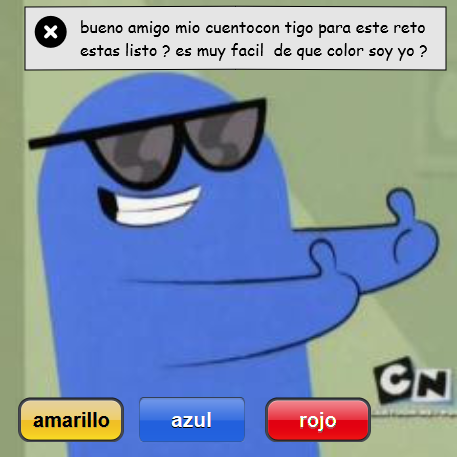 bueno amigo mio cuentocon tigo para este reto
estas listo ? es muy facil de que color soy yo ?
CN
amarillo azul rojo